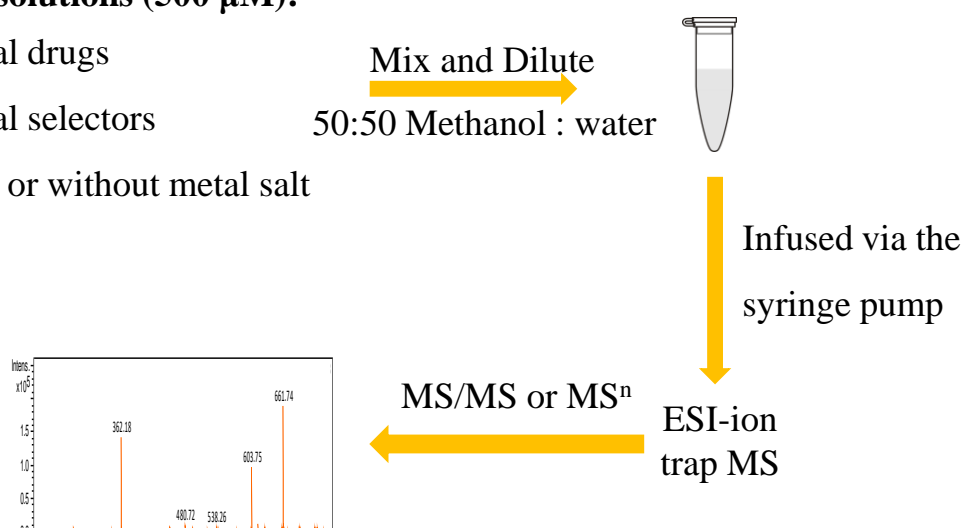 solutions (500 μM):
al drugs
al selectors
or without metal salt
Mix and Dilute
50:50 Methanol : water
Infused via the
syringe pump
ESI-ion
trap MS
MS/MS or MSⁿ
Intens.
x10⁵
1.5
1.0
0.5
0.0
362.18
480.72
538.26
603.75
661.74